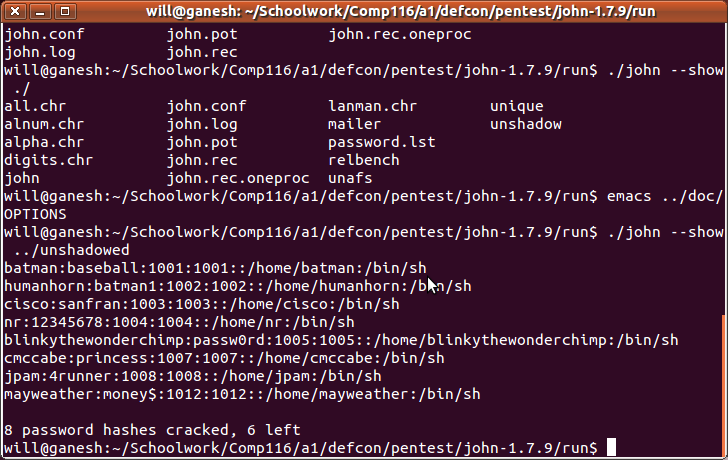 will@ganesh: ~/Schoolwork/Comp116/a1/defcon/pentest/john-1.7.9/run
john.conf john.pot john.rec.oneproc
john.log john.rec
will@ganesh:~/Schoolwork/Comp116/a1/defcon/pentest/john-1.7.9/run$ ./john --show
./
all.chr john.conf lanman.chr unique
alnum.chr john.log mailer unshadow
alpha.chr john.pot password.lst
digits.chr john.rec relbench
john john.rec.oneproc unafs
will@ganesh:~/Schoolwork/Comp116/a1/defcon/pentest/john-1.7.9/run$ emacs ../doc/
OPTIONS
will@ganesh:~/Schoolwork/Comp116/a1/defcon/pentest/john-1.7.9/run$ ./john --show
../unshadowed
batman:baseball:1001:1001::/home/batman:/bin/sh
humanhorn:batman1:1002:1002::/home/humanhorn:/bin/sh
cisco:sanfran:1003:1003::/home/cisco:/bin/sh
nr:12345678:1004:1004::/home/nr:/bin/sh
blinkythewonderchimp:passw0rd:1005:1005::/home/blinkythewonderchimp:/bin/sh
cmccabe:princess:1007:1007::/home/cmccabe:/bin/sh
jpam:4runner:1008:1008::/home/jpam:/bin/sh
mayweather:money$:1012:1012::/home/mayweather:/bin/sh
8 password hashes cracked, 6 left
will@ganesh:~/Schoolwork/Comp116/a1/defcon/pentest/john-1.7.9/run$